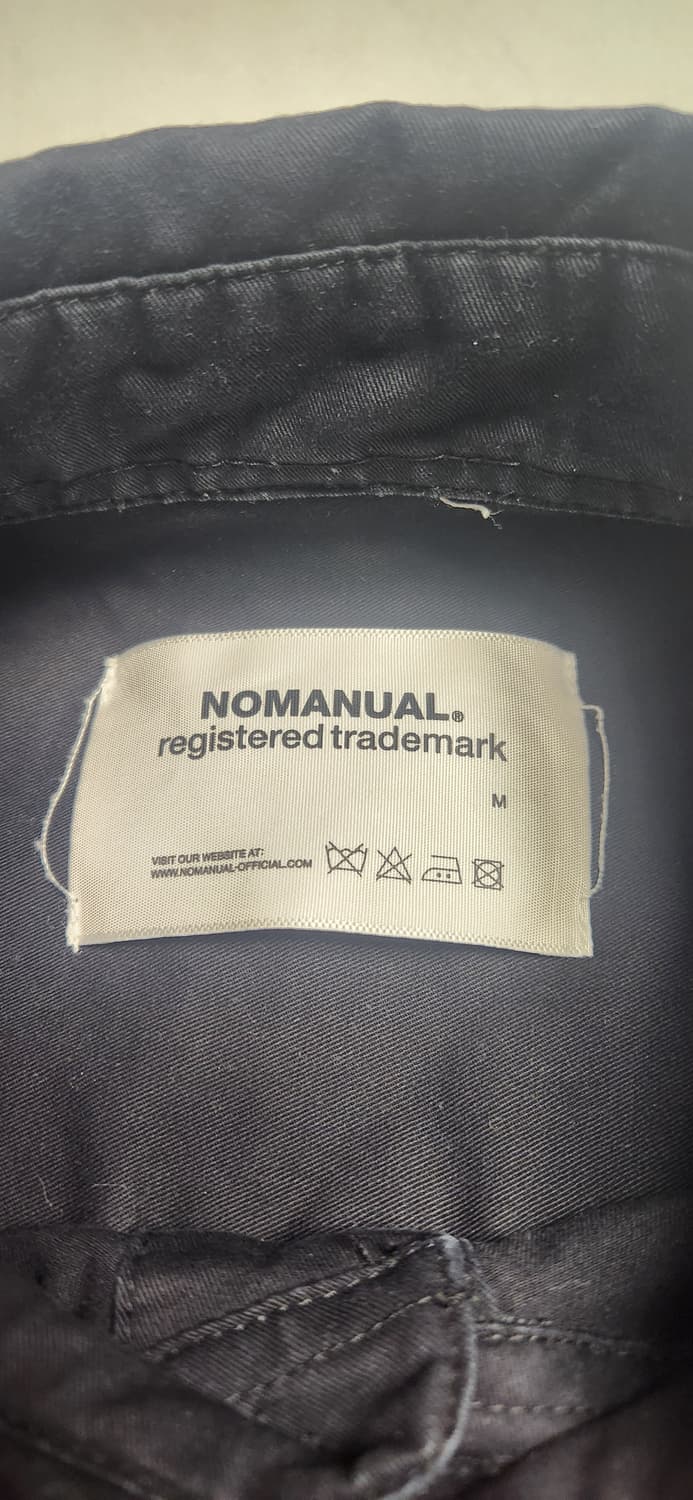 NOMANUAL®
registered trademark
M
VISIT OUR WEBSITE AT:
WWW.NOMANUAL-OFFICIAL.COM